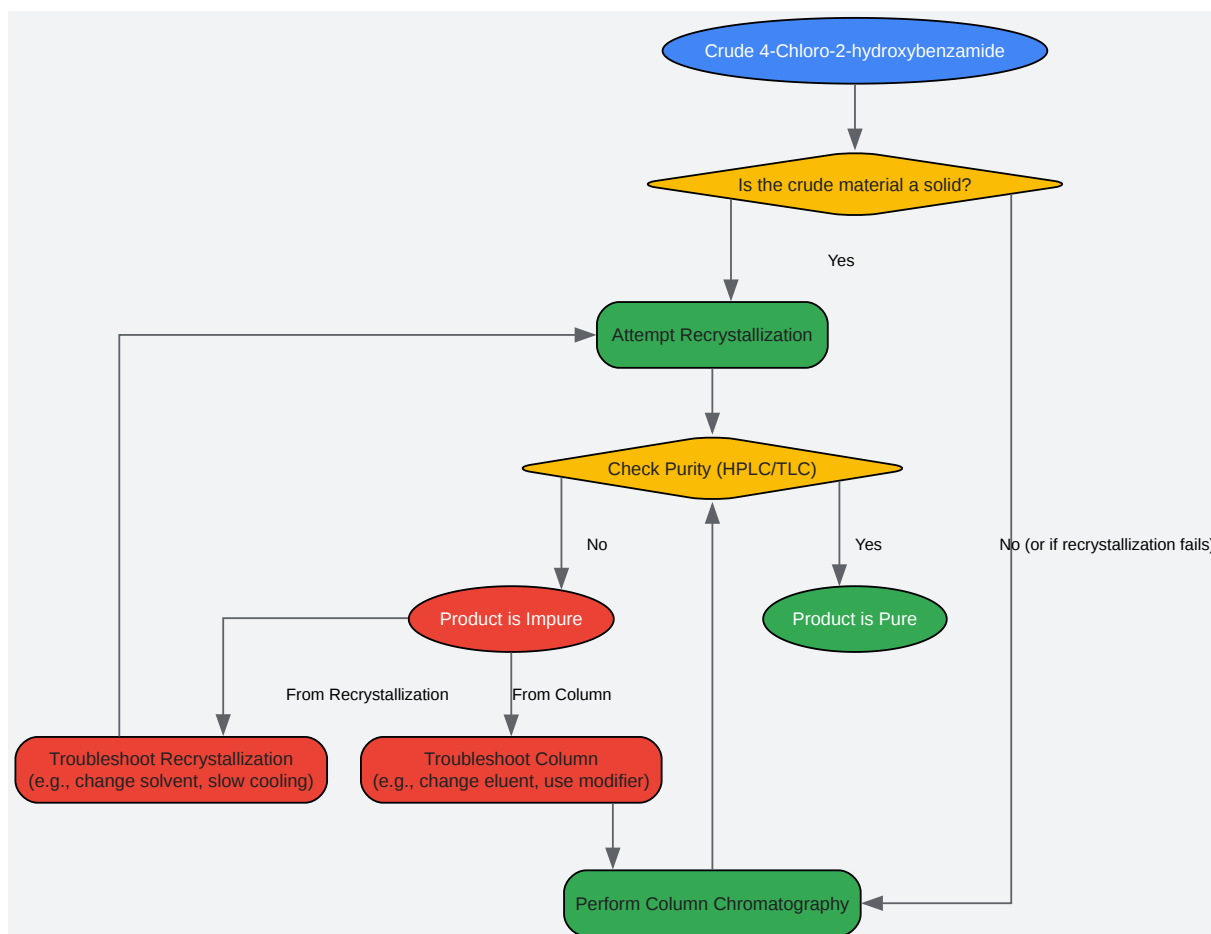 Crude 4-Chloro-2-hydroxybenzamide
Is the crude material a solid?
Yes
Attempt Recrystallization
Check Purity (HPLC/TLC)
No
Yes
No (or if recrystallization fails)
Product is Impure
Product is Pure
From Recrystallization
From Column
Troubleshoot Recrystallization
(e.g., change solvent, slow cooling)
Troubleshoot Column
(e.g., change eluent, use modifier)
Perform Column Chromatography